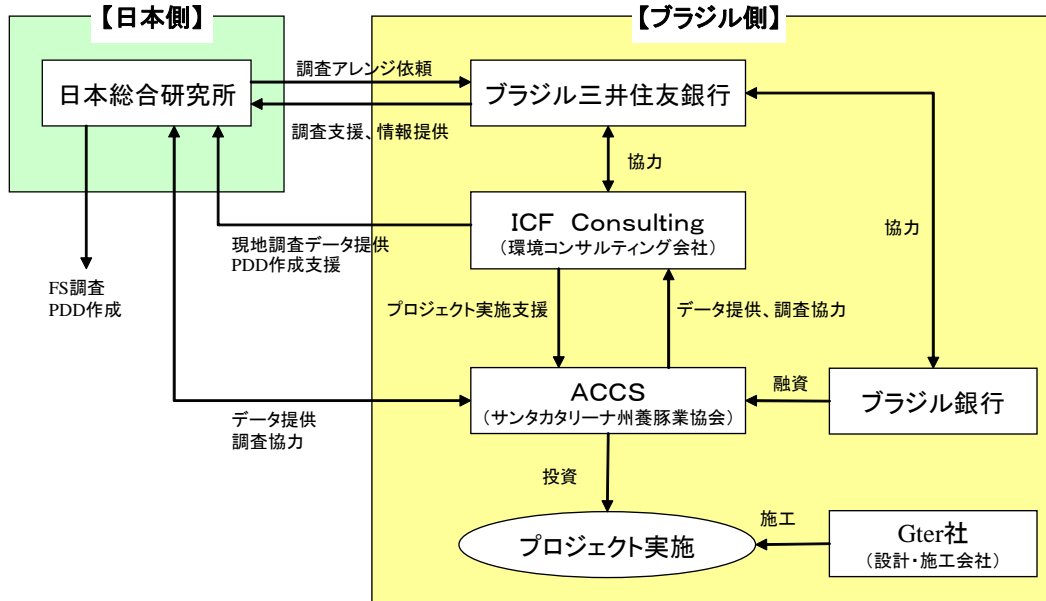 【日本側】
【ブラジル側】
日本総合研究所
調査アレンジ依頼
ブラジル三井住友銀行
調査支援、情報提供
協力
ICF Consulting
（環境コンサルティング会社）
協力
現地調査データ提供
PDD作成支援
FS調査
PDD作成
プロジェクト実施支援
データ提供、調査協力
ACCS
（サンタカタリーナ州養豚業協会）
融資
ブラジル銀行
データ提供
調査協力
投資
プロジェクト実施
施工
Gter社
（設計・施工会社）